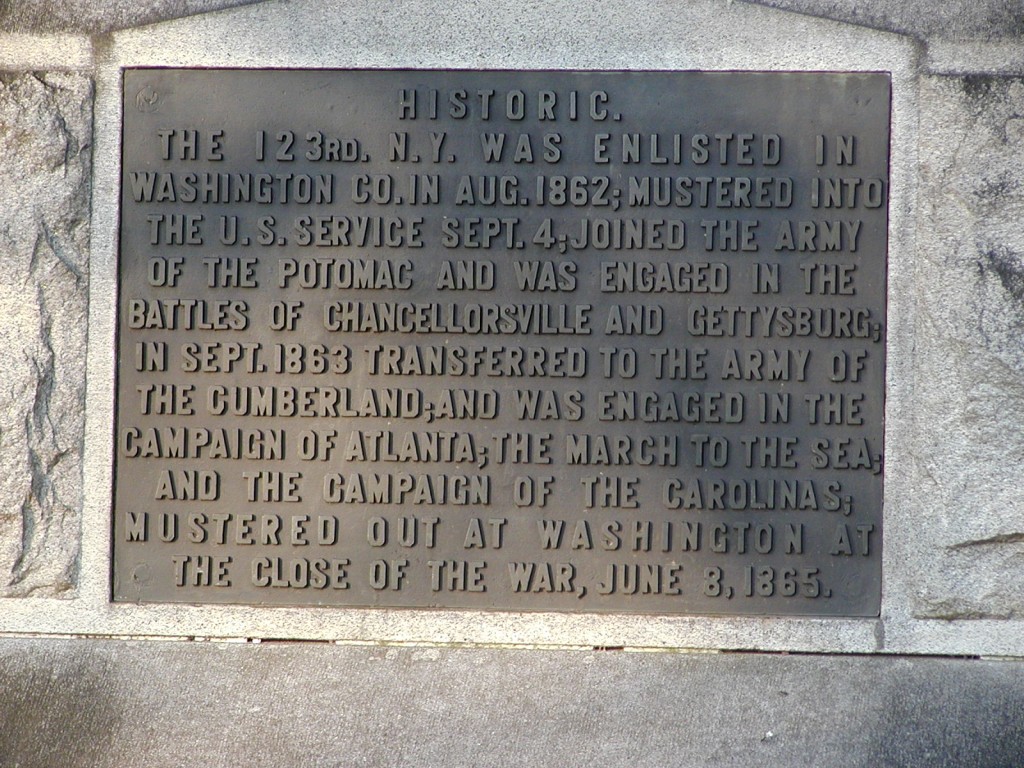 HISTORIC.
THE 123RD. N.Y. WAS ENLISTED IN
WASHINGTON CO. IN AUG. 1862; MUSTERED INTO
THE U.S. SERVICE SEPT. 4; JOINED THE ARMY
OF THE POTOMAC AND WAS ENGAGED IN THE
BATTLES OF CHANCELLORSVILLE AND GETTYSBURG;
IN SEPT. 1863 TRANSFERRED TO THE ARMY OF
THE CUMBERLAND; AND WAS ENGAGED IN THE
CAMPAIGN OF ATLANTA; THE MARCH TO THE SEA;
AND THE CAMPAIGN OF THE CAROLINAS;
MUSTERED OUT AT WASHINGTON AT
THE CLOSE OF THE WAR, JUNE 8, 1865.